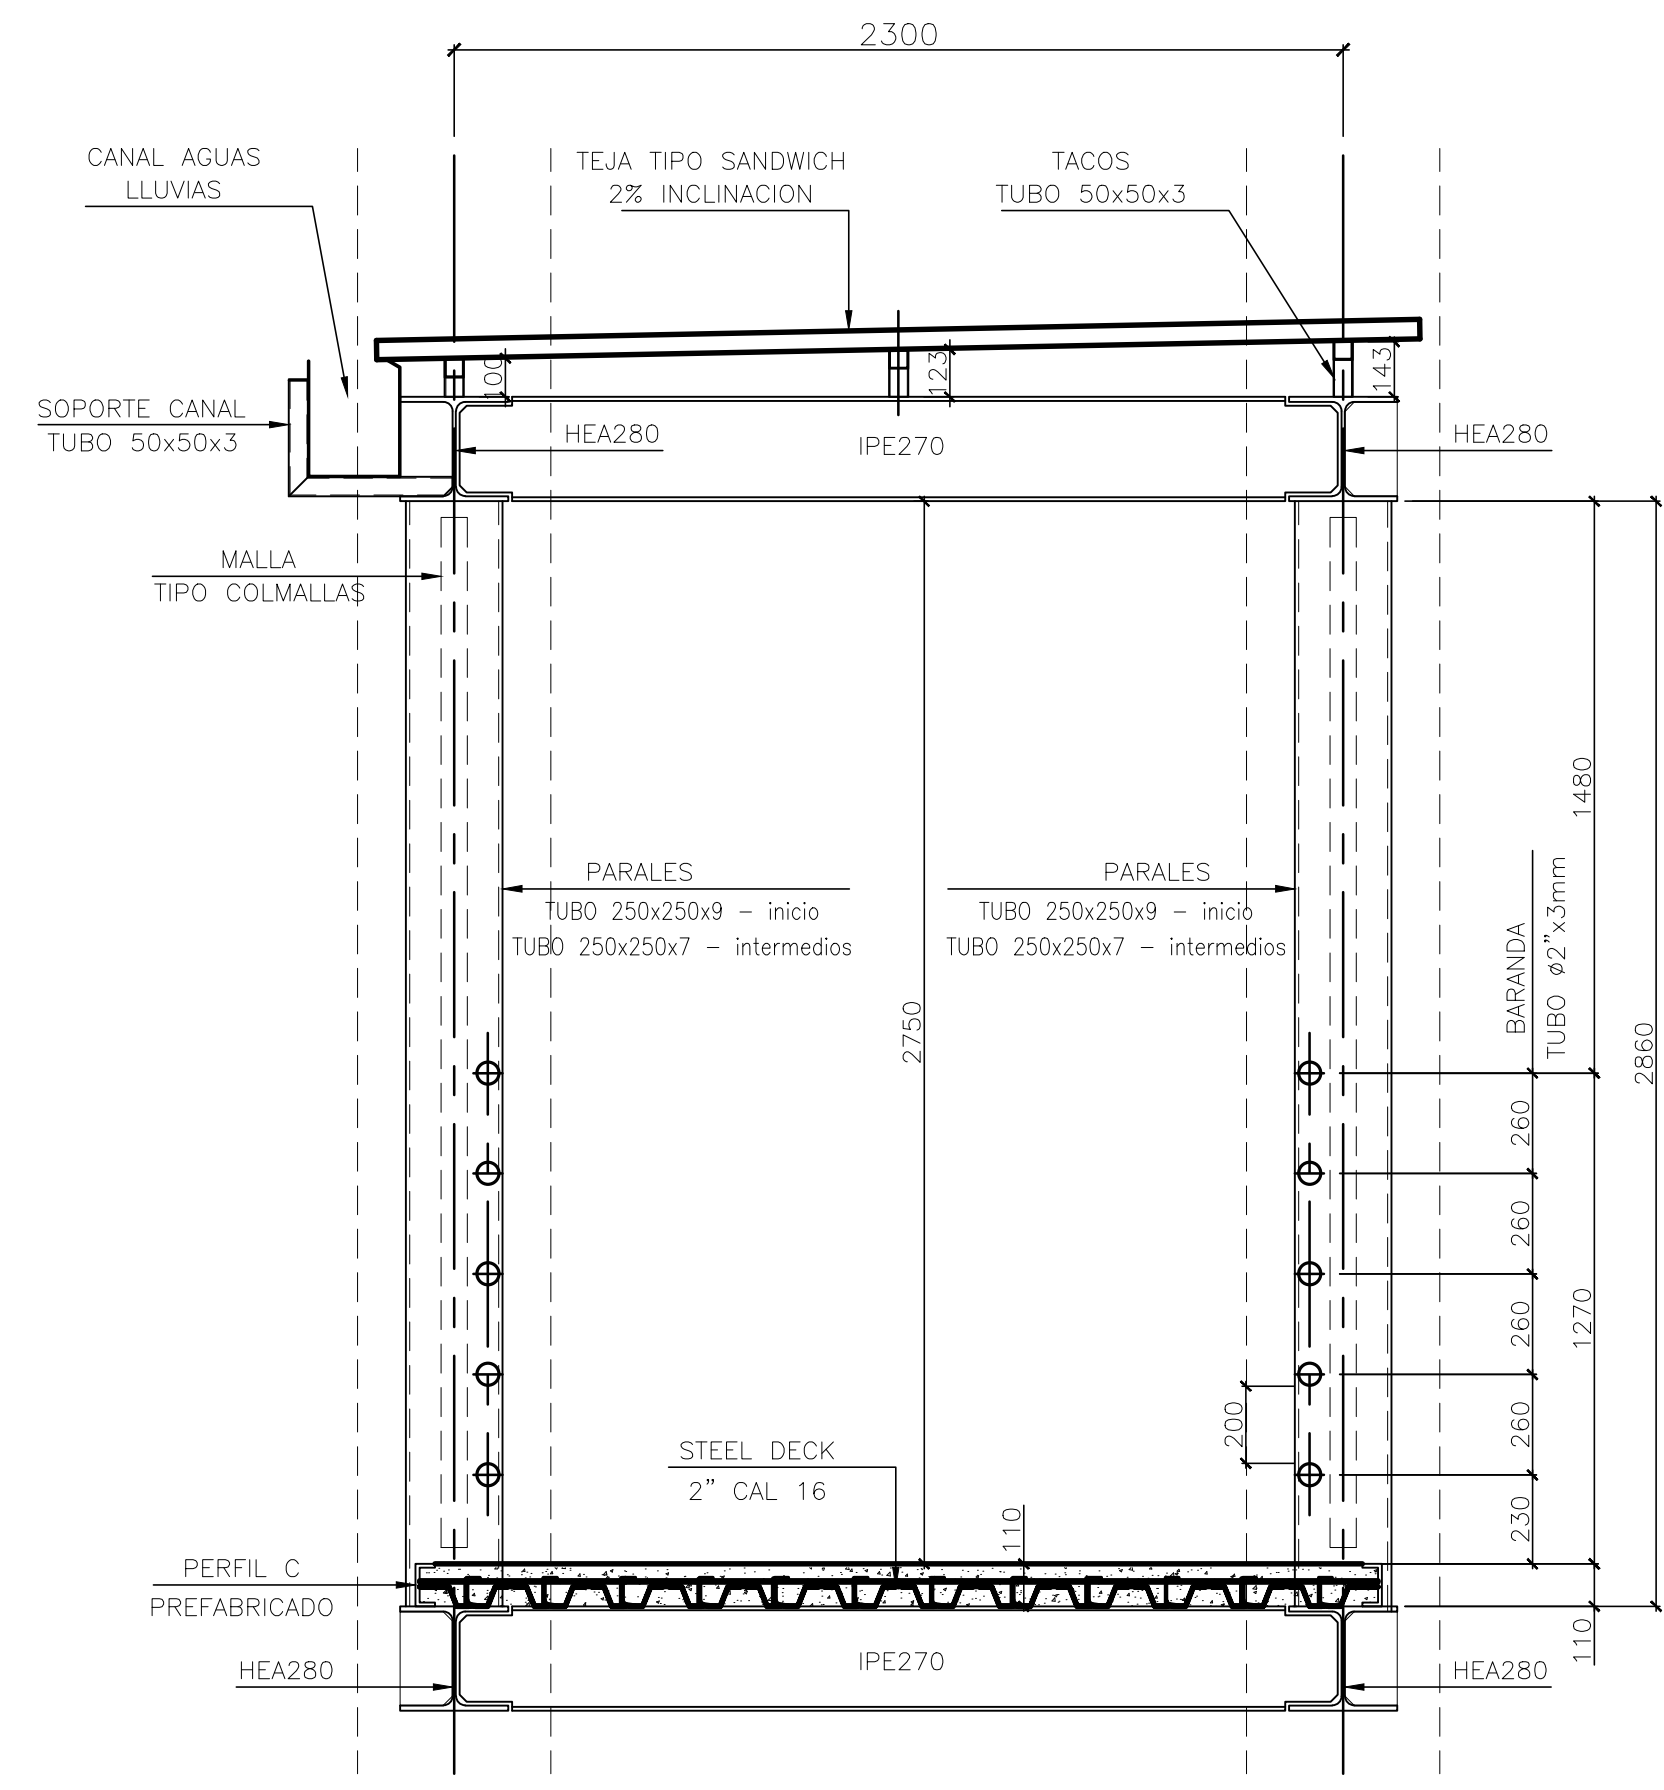 2300
CANAL AGUAS
LLUVIAS
TEJA TIPO SANDWICH
2% INCLINACION
TACOS
TUBO 50x50x3
100
123
143
SOPORTE CANAL
TUBO 50x50x3
HEA280
IPE270
HEA280
MALLA
TIPO COLMALLAS
1480
PARALES
TUBO 250x250x9 - inicio
TUBO 250x250x7 - intermedios
PARALES
TUBO 250x250x9 - inicio
TUBO 250x250x7 - intermedios
BARANDA
TUBO ø2"x3mm
2750
2860
260
260
260
1270
260
200
STEEL DECK
2" CAL 16
110
230
PERFIL C
PREFABRICADO
110
HEA280
IPE270
HEA280